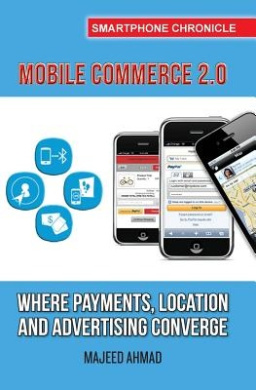 SMARTPHONE CHRONICLE
MOBILE COMMERCE 2.0
WHERE PAYMENTS, LOCATION
AND ADVERTISING CONVERGE
MAJEED AHMAD